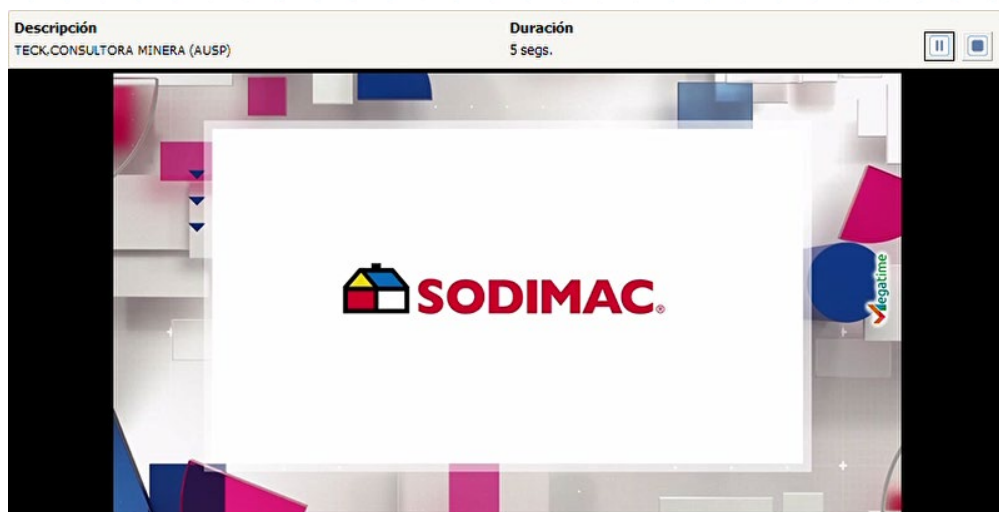 Descripción
TECK,CONSULTORA MINERA (AUSP)
Duración
5 segs.
SODIMAC®
Megatime